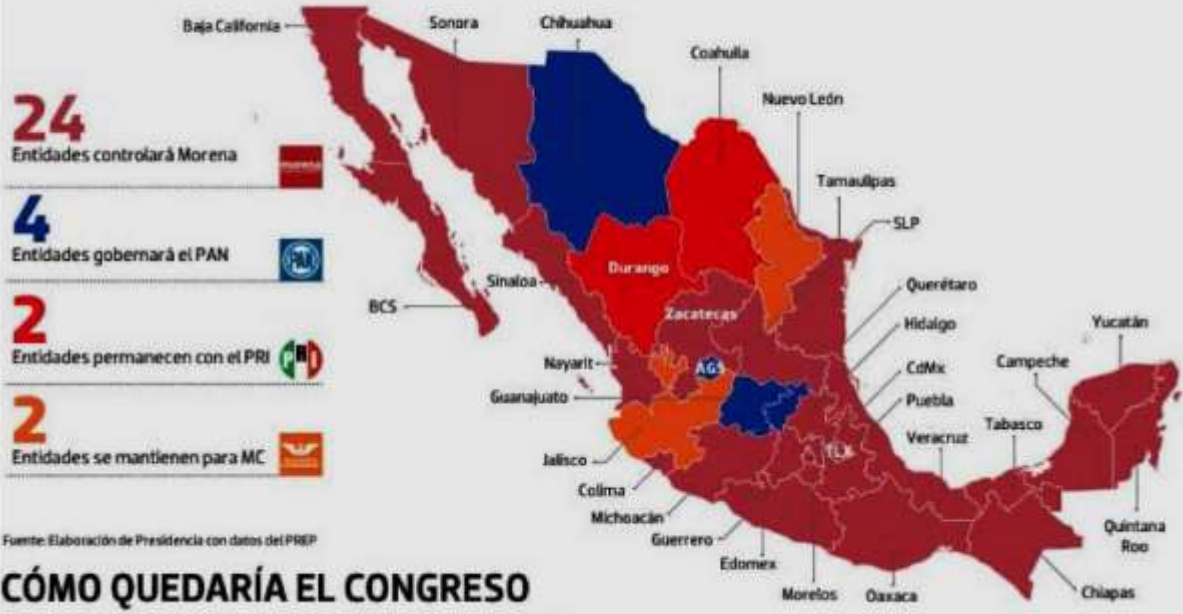 24
Entidades controlará Morena
morena
4
Entidades gobernará el PAN
PAN
2
Entidades permanecen con el PRI
PRI
2
Entidades se mantienen para MC
Baja California
Sonora
Chihuahua
Coahuila
Nuevo León
Tamaulipas
SLP
Durango
Sinaloa
BCS
Zacatecas
Querétaro
Hidalgo
Yucatán
Nayarit
AGS
CdMx
Campeche
Guanajuato
Puebla
Tabasco
Veracruz
Jalisco
TLX
Colima
Michoacán
Guerrero
Quintana
Roo
Edomex
Morelos
Oaxaca
Chiapas
Fuente: Elaboración de Presidencia con datos del PREP
CÓMO QUEDARÍA EL CONGRESO